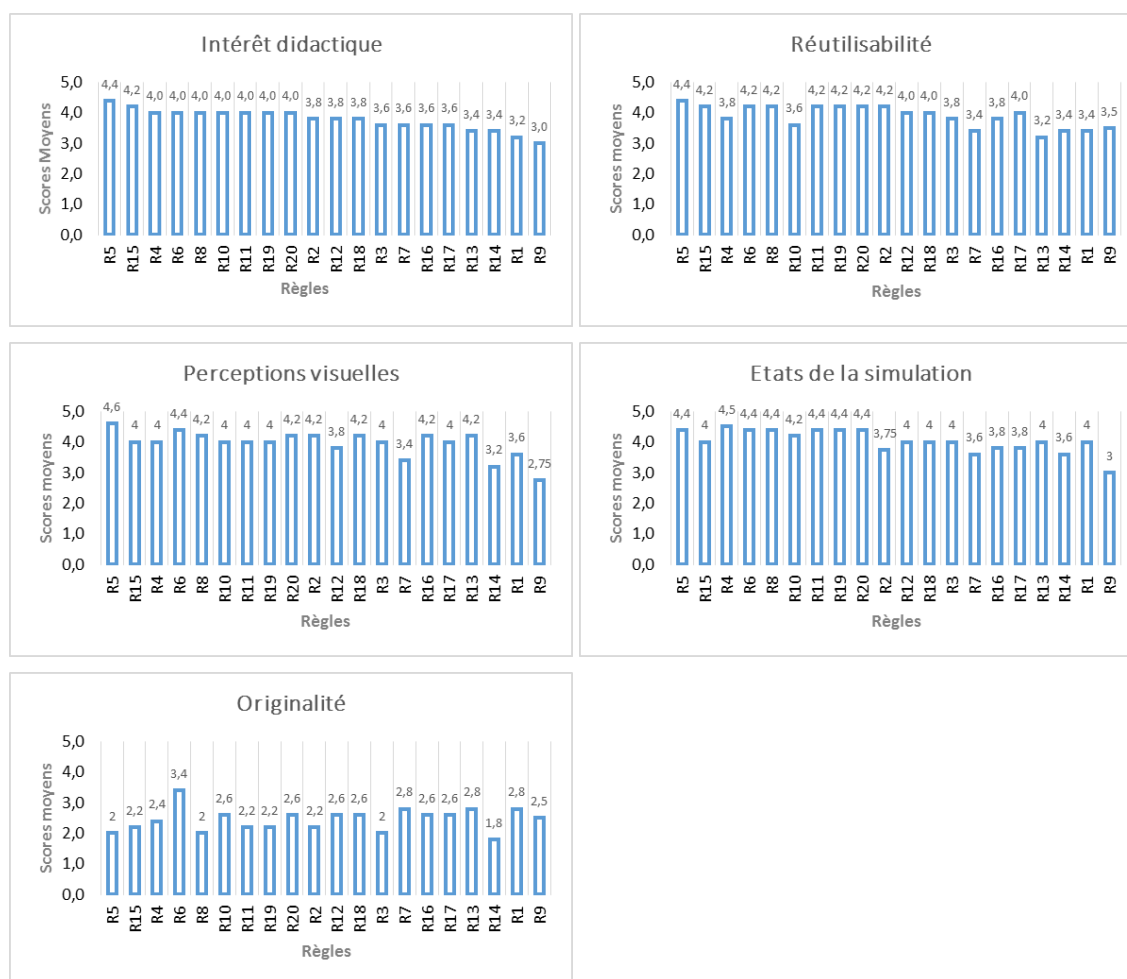 Intérêt didactique
Scores Moyens
5,0
4,0
3,0
2,0
1,0
0,0
4,4 4,2 4,0 4,0 4,0 4,0 4,0 4,0 4,0 3,8 3,8 3,8 3,6 3,6 3,6 3,6 3,4 3,4 3,2 3,0
R5 R15 R4 R6 R8 R10 R11 R19 R20 R2 R12 R18 R3 R7 R16 R17 R13 R14 R1 R9
Règles
Réutilisabilité
Scores moyens
5,0
4,0
3,0
2,0
1,0
0,0
4,4 4,2 3,8 4,2 4,2 3,6 4,2 4,2 4,2 4,2 4,0 4,0 3,8 3,4 3,8 4,0 3,2 3,4 3,4 3,5
R5 R15 R4 R6 R8 R10 R11 R19 R20 R2 R12 R18 R3 R7 R16 R17 R13 R14 R1 R9
Règles
Perceptions visuelles
Scores moyens
5,0
4,0
3,0
2,0
1,0
0,0
4,6 4 4 4,4 4,2 4 4 4 4,2 4,2 3,8 4,2 4 3,4 4,2 4 4,2 3,2 3,6 2,75
R5 R15 R4 R6 R8 R10 R11 R19 R20 R2 R12 R18 R3 R7 R16 R17 R13 R14 R1 R9
Règles
Etats de la simulation
Scores moyens
5,0
4,0
3,0
2,0
1,0
0,0
4,4 4 4,5 4,4 4,4 4,2 4,4 4,4 4,4 3,75 4 4 4 3,6 3,8 3,8 4 3,6 4 3
R5 R15 R4 R6 R8 R10 R11 R19 R20 R2 R12 R18 R3 R7 R16 R17 R13 R14 R1 R9
Règles
Originalité
Scores moyens
5,0
4,0
3,0
2,0
1,0
0,0
2 2,2 2,4 3,4 2 2,6 2,2 2,2 2,6 2,2 2,6 2,6 2 2,8 2,6 2,6 2,8 1,8 2,8 2,5
R5 R15 R4 R6 R8 R10 R11 R19 R20 R2 R12 R18 R3 R7 R16 R17 R13 R14 R1 R9
Règles